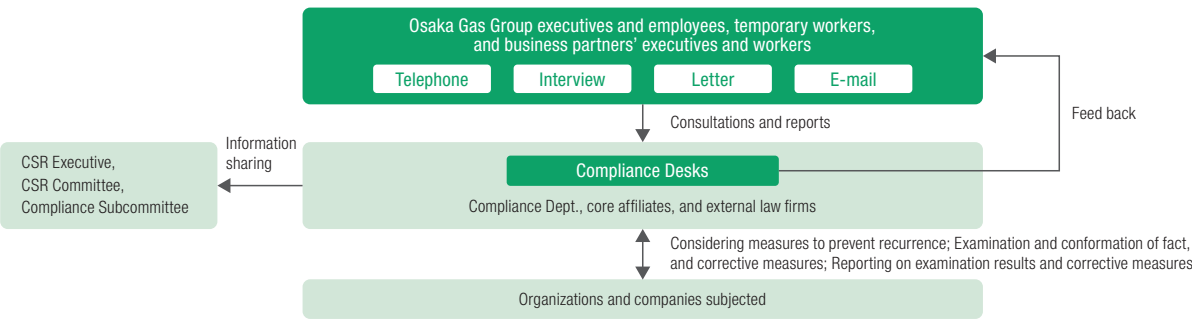 Osaka Gas Group executives and employees, temporary workers,
and business partners’ executives and workers
Telephone
Interview
Letter
E-mail
Consultations and reports
Feed back
Information
sharing
CSR Executive,
CSR Committee,
Compliance Subcommittee
Compliance Desks
Compliance Dept., core affiliates, and external law firms
Considering measures to prevent recurrence; Examination and conformation of fact,
and corrective measures; Reporting on examination results and corrective measures
Organizations and companies subjected